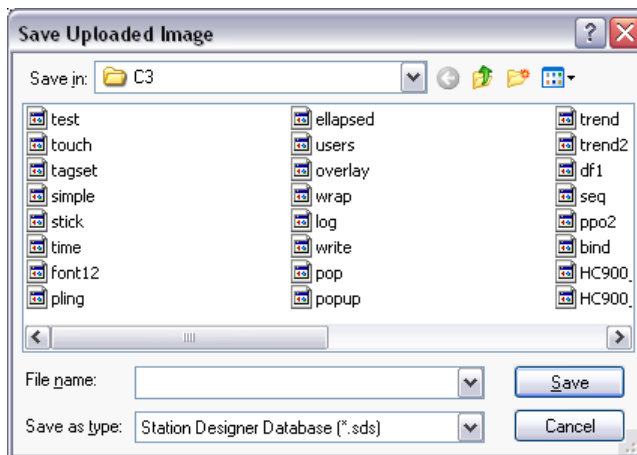 Save Uploaded Image
Save in: C3
test ellapsed trend
touch users trend2
tagset overlay df1
simple wrap seq
stick log ppo2
time write bind
font12 pop HC900_
pling popup HC900_
File name: Save
Save as type: Station Designer Database (*.sds) Cancel